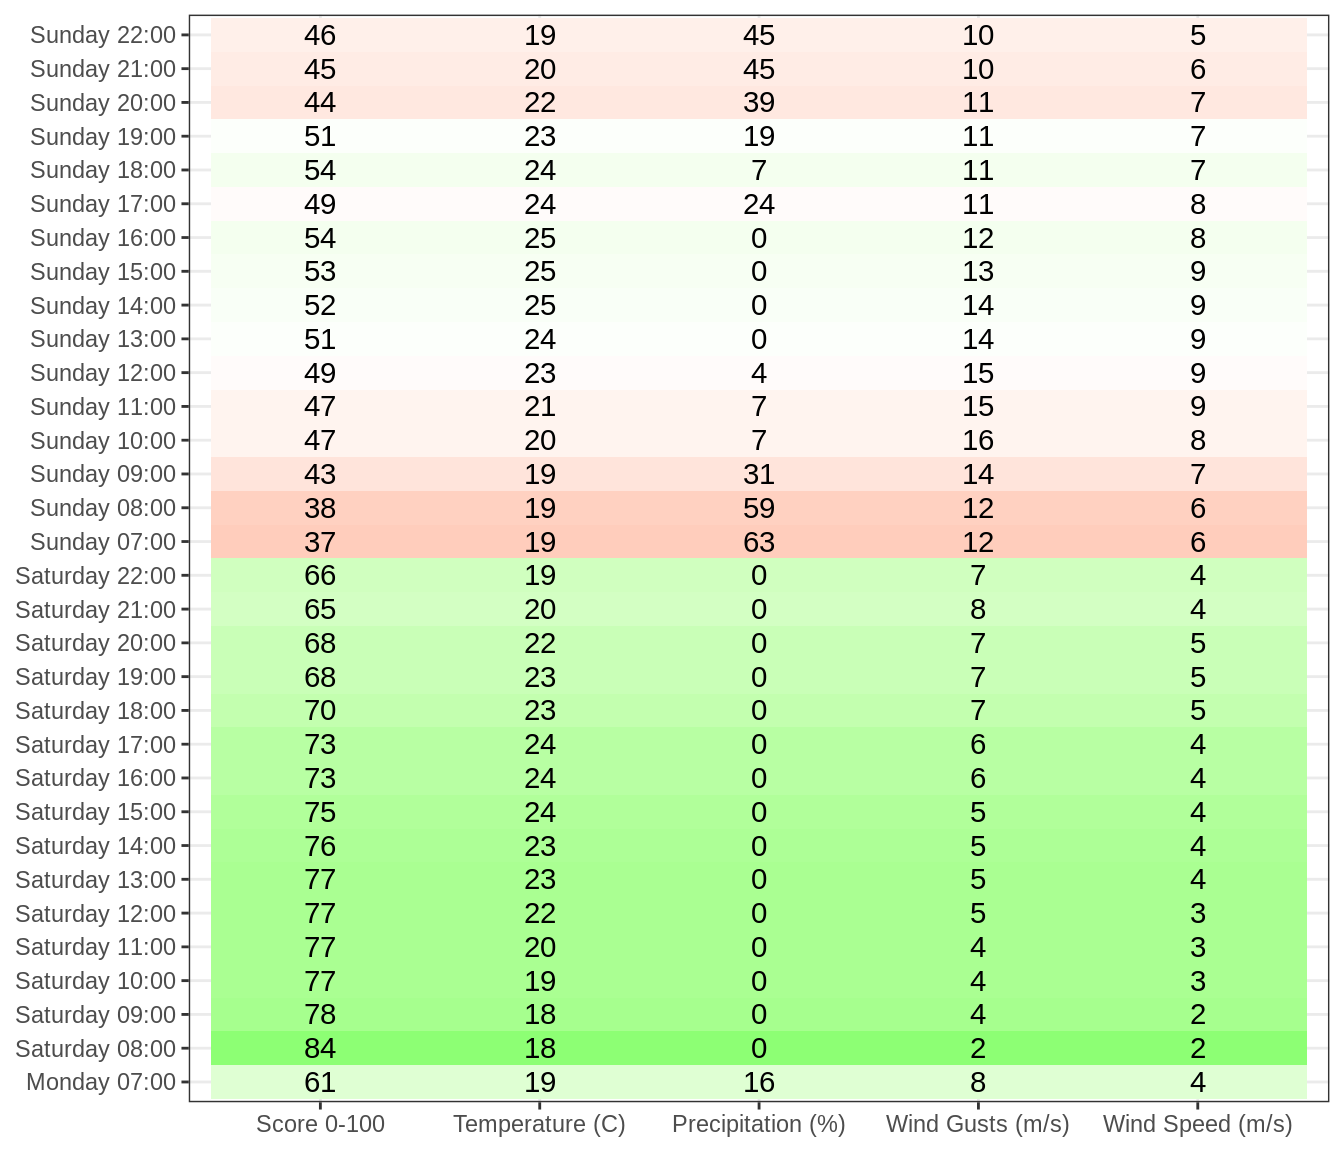 Sunday 22:00 46 19 45 10 5
Sunday 21:00 45 20 45 10 6
Sunday 20:00 44 22 39 11 7
Sunday 19:00 51 23 19 11 7
Sunday 18:00 54 24 7 11 7
Sunday 17:00 49 24 24 11 8
Sunday 16:00 54 25 0 12 8
Sunday 15:00 53 25 0 13 9
Sunday 14:00 52 25 0 14 9
Sunday 13:00 51 24 0 14 9
Sunday 12:00 49 23 4 15 9
Sunday 11:00 47 21 7 15 9
Sunday 10:00 47 20 7 16 8
Sunday 09:00 43 19 31 14 7
Sunday 08:00 38 19 59 12 6
Sunday 07:00 37 19 63 12 6
Saturday 22:00 66 19 0 7 4
Saturday 21:00 65 20 0 8 4
Saturday 20:00 68 22 0 7 5
Saturday 19:00 68 23 0 7 5
Saturday 18:00 70 23 0 7 5
Saturday 17:00 73 24 0 6 4
Saturday 16:00 73 24 0 6 4
Saturday 15:00 75 24 0 5 4
Saturday 14:00 76 23 0 5 4
Saturday 13:00 77 23 0 5 4
Saturday 12:00 77 22 0 5 3
Saturday 11:00 77 20 0 4 3
Saturday 10:00 77 19 0 4 3
Saturday 09:00 78 18 0 4 2
Saturday 08:00 84 18 0 2 2
Monday 07:00 61 19 16 8 4
Score 0-100 Temperature (C) Precipitation (%) Wind Gusts (m/s) Wind Speed (m/s)